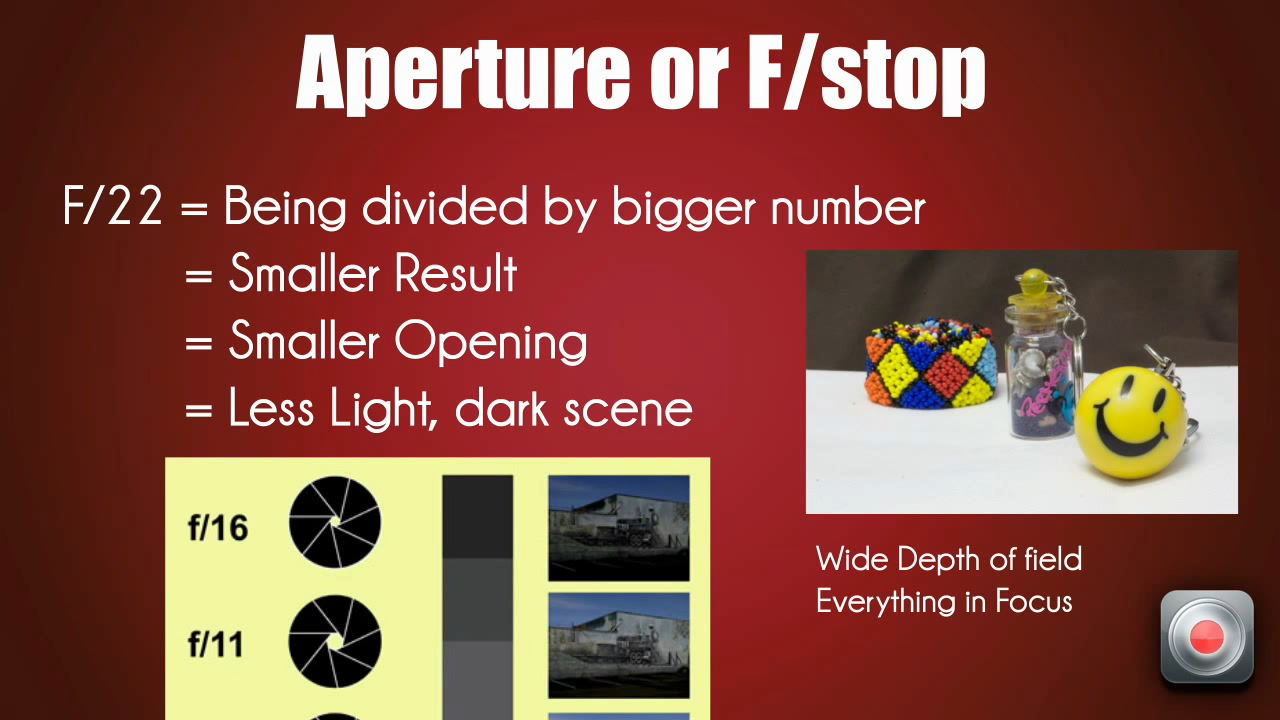 Aperture or F/stop
F/22 = Being divided by bigger number
= Smaller Result
= Smaller Opening
= Less Light, dark scene
f/16
f/11
Wide Depth of field
Everything in Focus